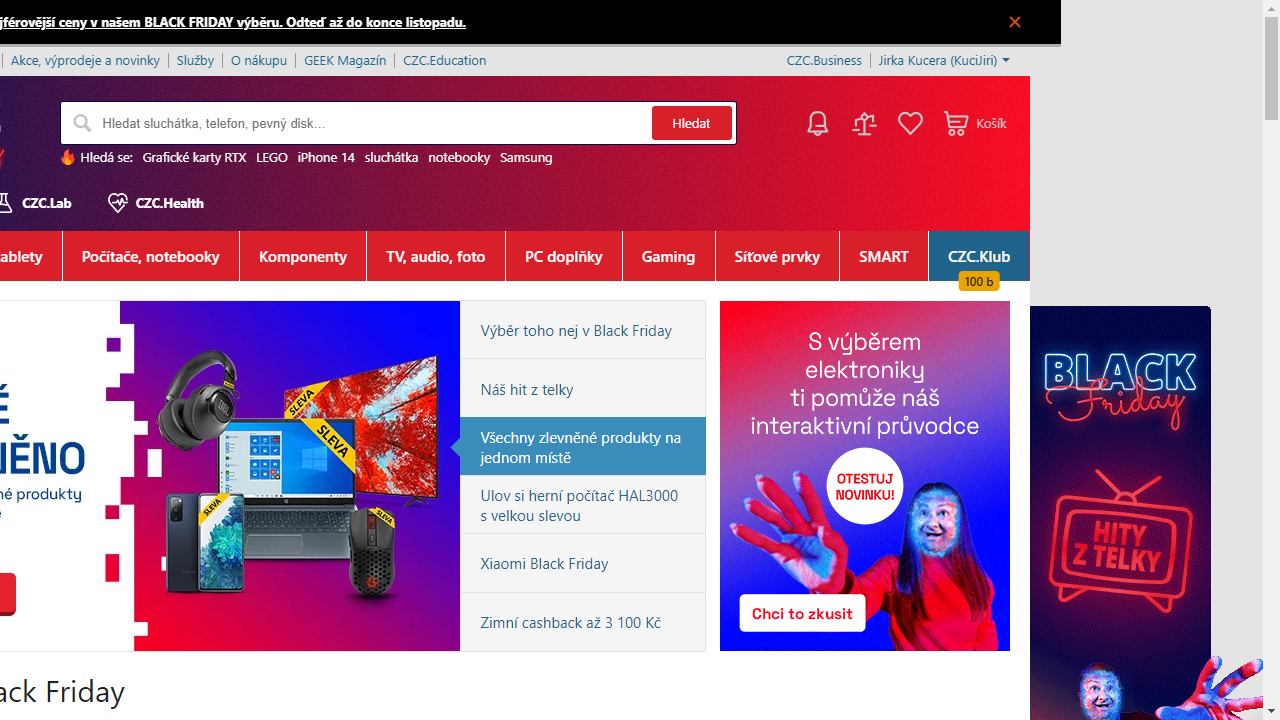 jférovější ceny v našem BLACK FRIDAY výběru. Odteď až do konce listopadu.
Akce, výprodeje a novinky
Služby
O nákupu
GEEK Magazín
CZC.Education
CZC.Business
Jirka Kucera (KuciJiri)
Hledat sluchátka, telefon, pevný disk...
Hledat
Košík
Hledá se: Grafické karty RTX LEGO iPhone 14 sluchátka notebooky Samsung
CZC.Lab
CZC.Health
ablety
Počítače, notebooky
Komponenty
TV, audio, foto
PC doplňky
Gaming
Síťové prvky
SMART
CZC.Klub
100 b
É
NĚNO
né produkty
e
SLEVA
SLEVA
SLEVA
SLEVA
SLEVA
Výběr toho nej v Black Friday
Náš hit z telky
Všechny zlevněné produkty na
jednom místě
Ulov si herní počítač HAL3000
s velkou slevou
Xiaomi Black Friday
Zimní cashback až 3 100 Kč
S výběrem
elektroniky
ti pomůže náš
interaktivní průvodce
OTESTUJ
NOVINKU!
Chci to zkusit
BLACK
Friday
HITY
Z TELKY
ack Friday